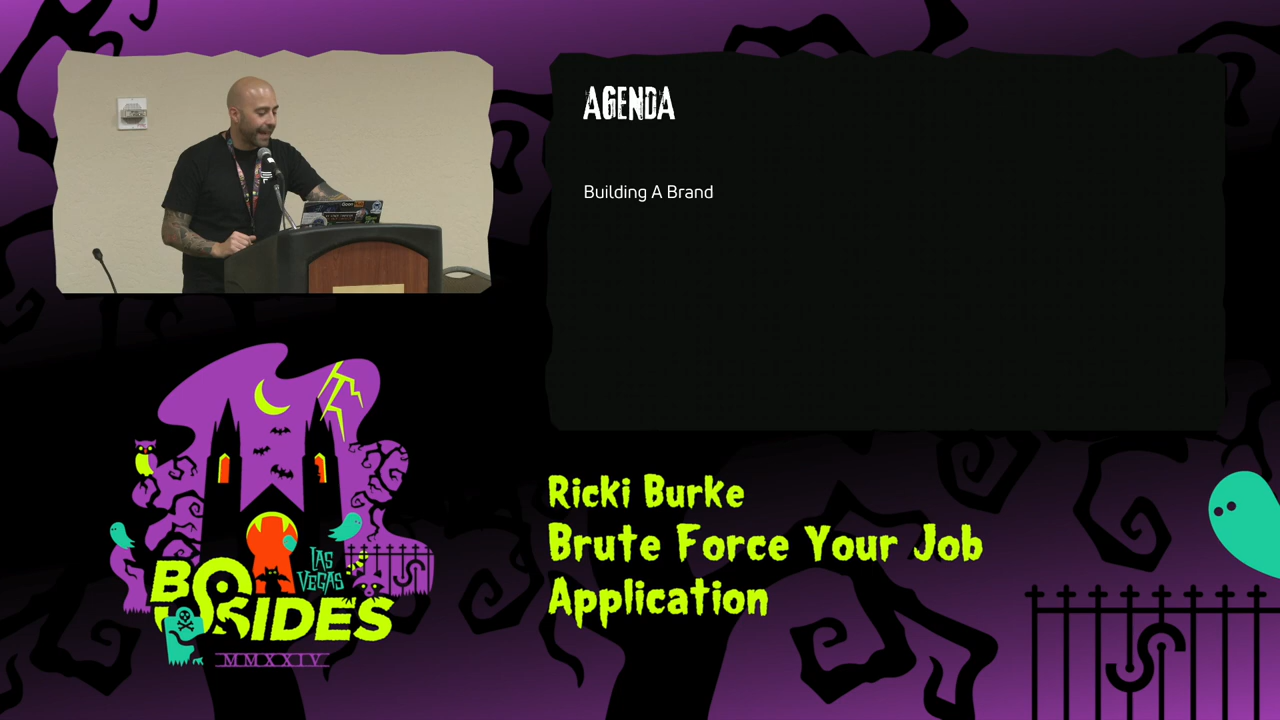 AGENDA
Building A Brand
Ricki Burke
Brute Force Your Job
Application
LAS
VEGAS
BSIDES
MMXXIV